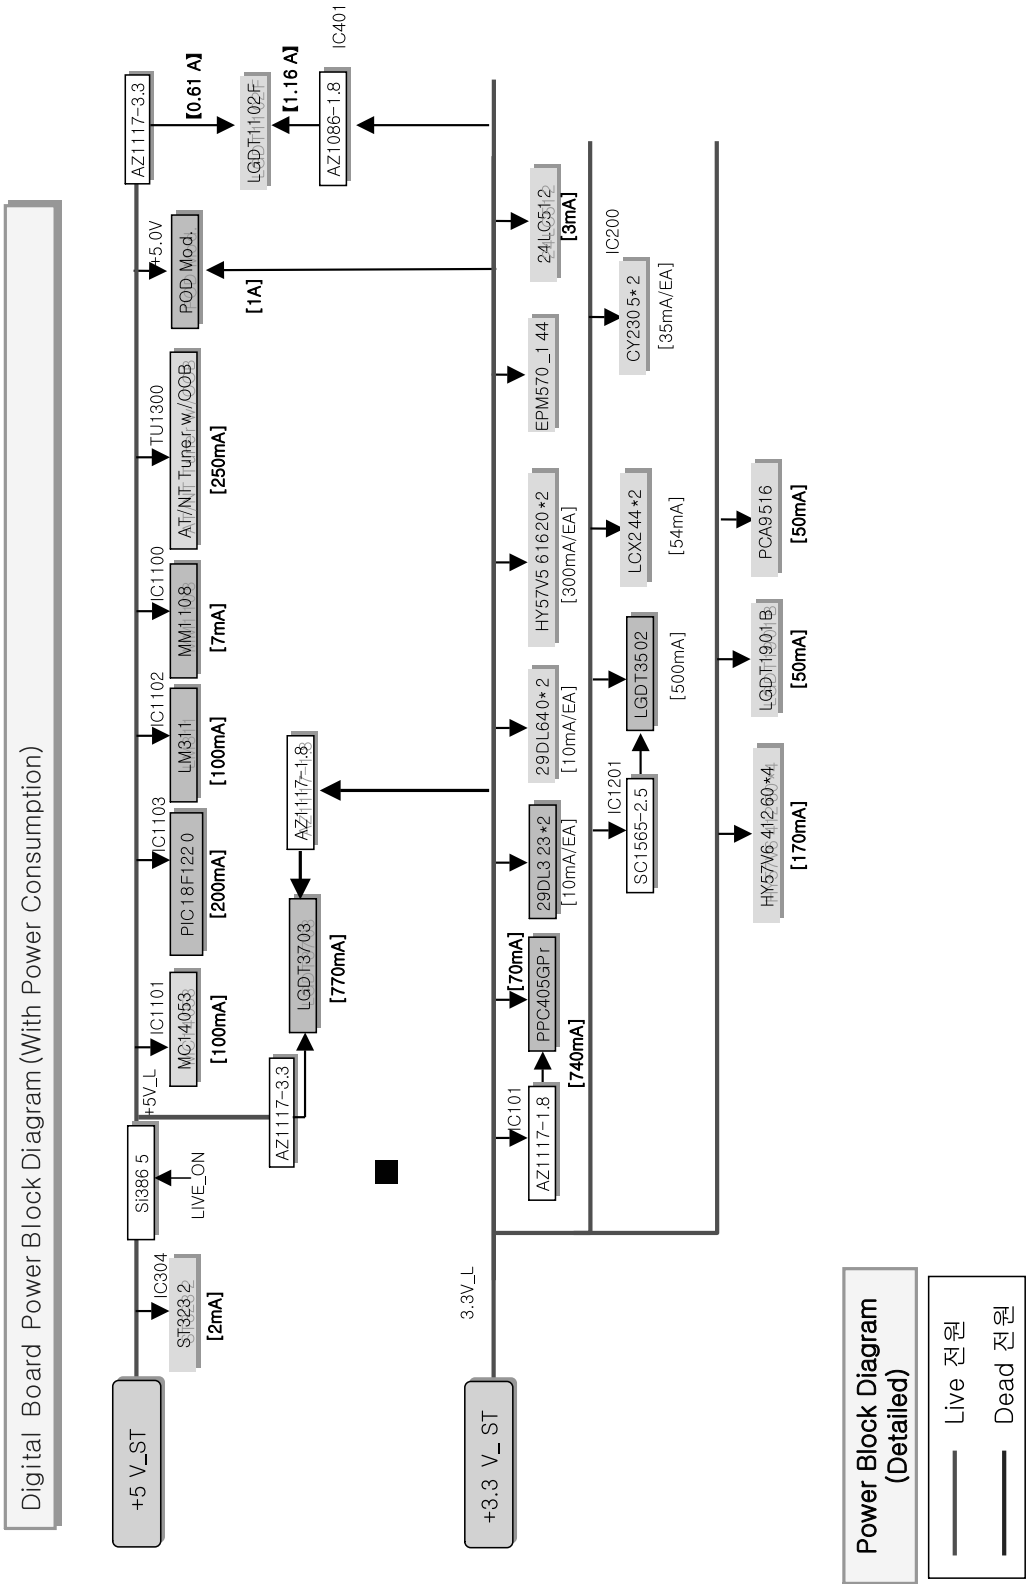 Digital Board Power Block Diagram (With Power Consumption)
+5 V_ST
IC304
ST3232
[2mA]
Si3865
LIVE_ON
+5V_L
IC1101
MC14053
[100mA]
IC1103
PIC18F1220
[200mA]
IC1102
LM311
[100mA]
IC1100
MM1108
[7mA]
TU1300
AT/NT Tuner w/OOB
[250mA]
+5.0V
POD Mod.
[1A]
AZ1117-3.3
[0.61 A]
LGDT1102F
[1.16 A]
AZ1086-1.8
IC401
AZ1117-3.3
LGDT3703
[770mA]
AZ1117-1.8
+3.3 V_ ST
3.3V_L
IC101
AZ1117-1.8
[740mA]
[70mA]
PPC405GPr
29DL323*2
[10mA/EA]
29DL640*2
[10mA/EA]
HY57V561620*2
[300mA/EA]
EPM570_144
24LC512
[3mA]
IC1201
SC1565-2.5
LGDT3502
[500mA]
LCX244*2
[54mA]
IC200
CY2305*2
[35mA/EA]
HY57V641260*4
[170mA]
LGDT1901B
[50mA]
PCA9516
[50mA]
Power Block Diagram
(Detailed)
Live 전원
Dead 전원